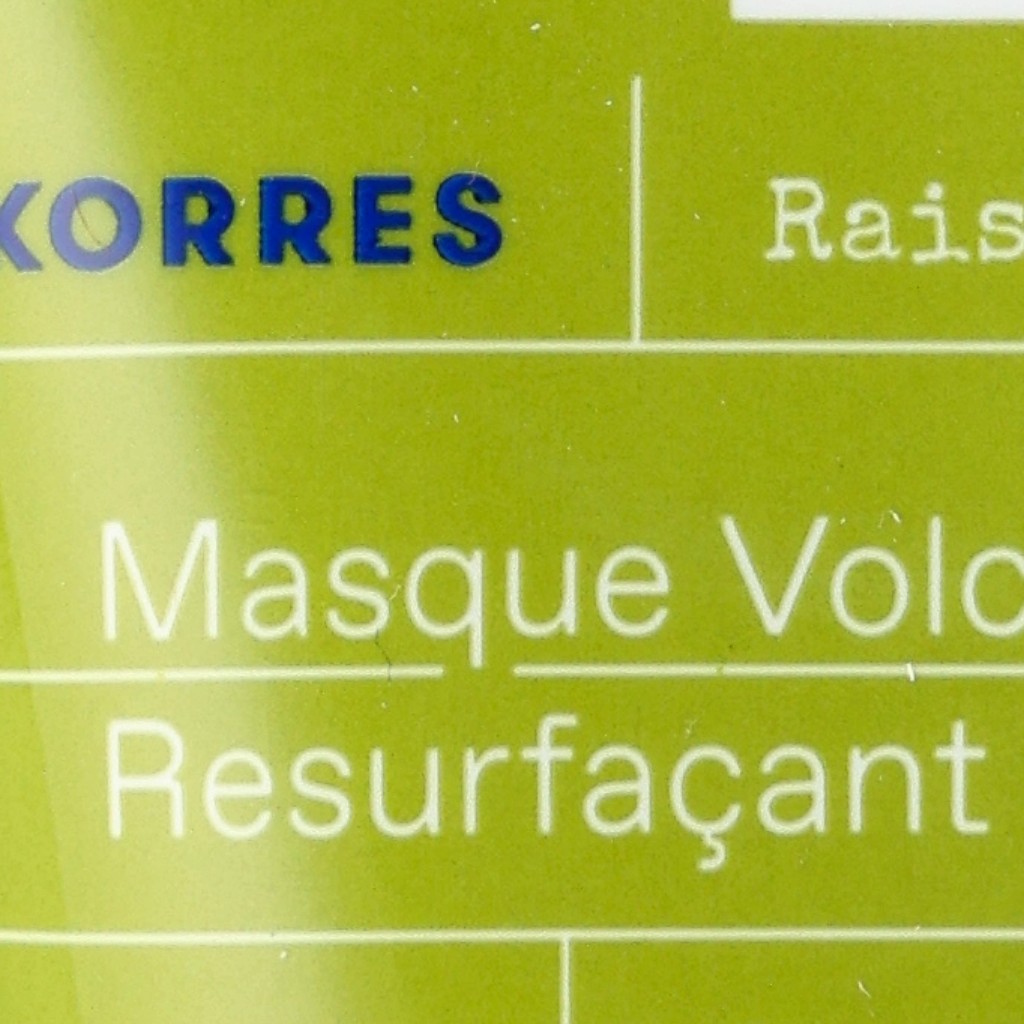 KORRES
Rais
Masque Volc
Resurfaçant